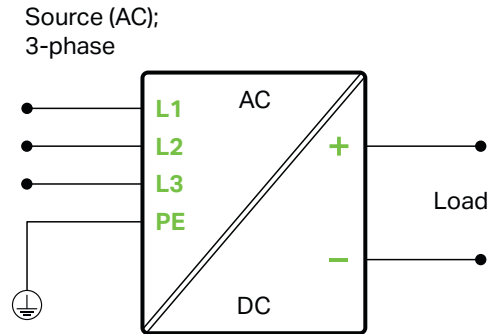 Source (AC);
3-phase
AC
L1
L2
L3
PE
+
−
Load
DC